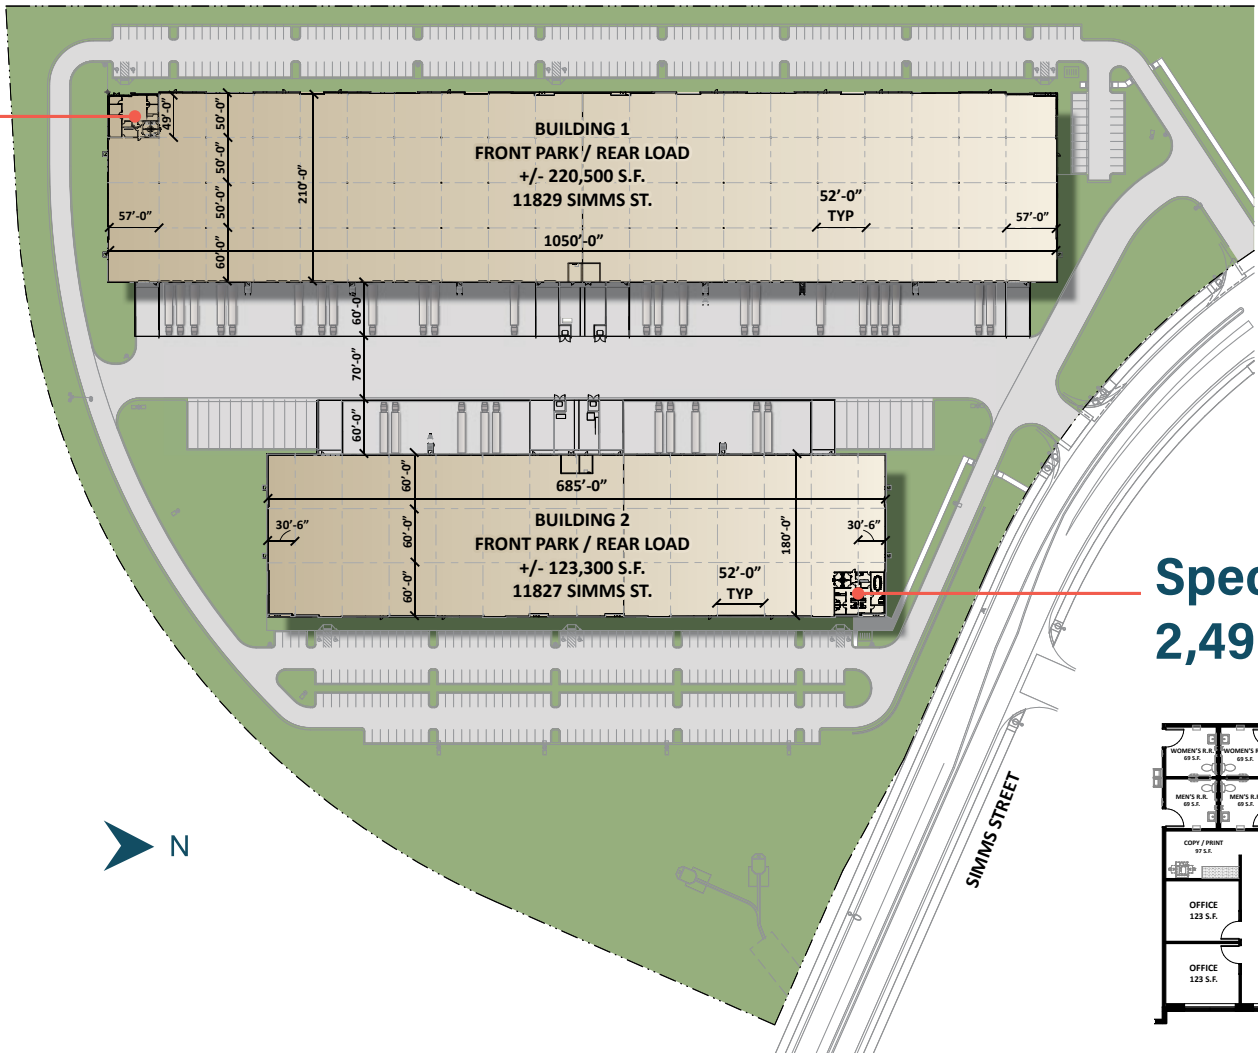 49'-0"
50'-0"
50'-0"
50'-0"
60'-0"
210'-0"
BUILDING 1
FRONT PARK / REAR LOAD
+/- 220,500 S.F.
11829 SIMMS ST.
52'-0"
TYP
57'-0"
57'-0"
1050'-0"
60'-0"
70'-0"
60'-0"
60'-0"
60'-0"
60'-0"
685'-0"
BUILDING 2
FRONT PARK / REAR LOAD
+/- 123,300 S.F.
11827 SIMMS ST.
30'-6"
30'-6"
180'-0"
52'-0"
TYP
Spec
2,49
SIMMS STREET
N
WOMEN'S R.R.
69 S.F.
WOMEN'S R
69 S.F.
MEN'S R.R.
69 S.F.
MEN'S R.R
69 S.F.
COPY / PRINT
97 S.F.
OFFICE
123 S.F.
OFFICE
123 S.F.